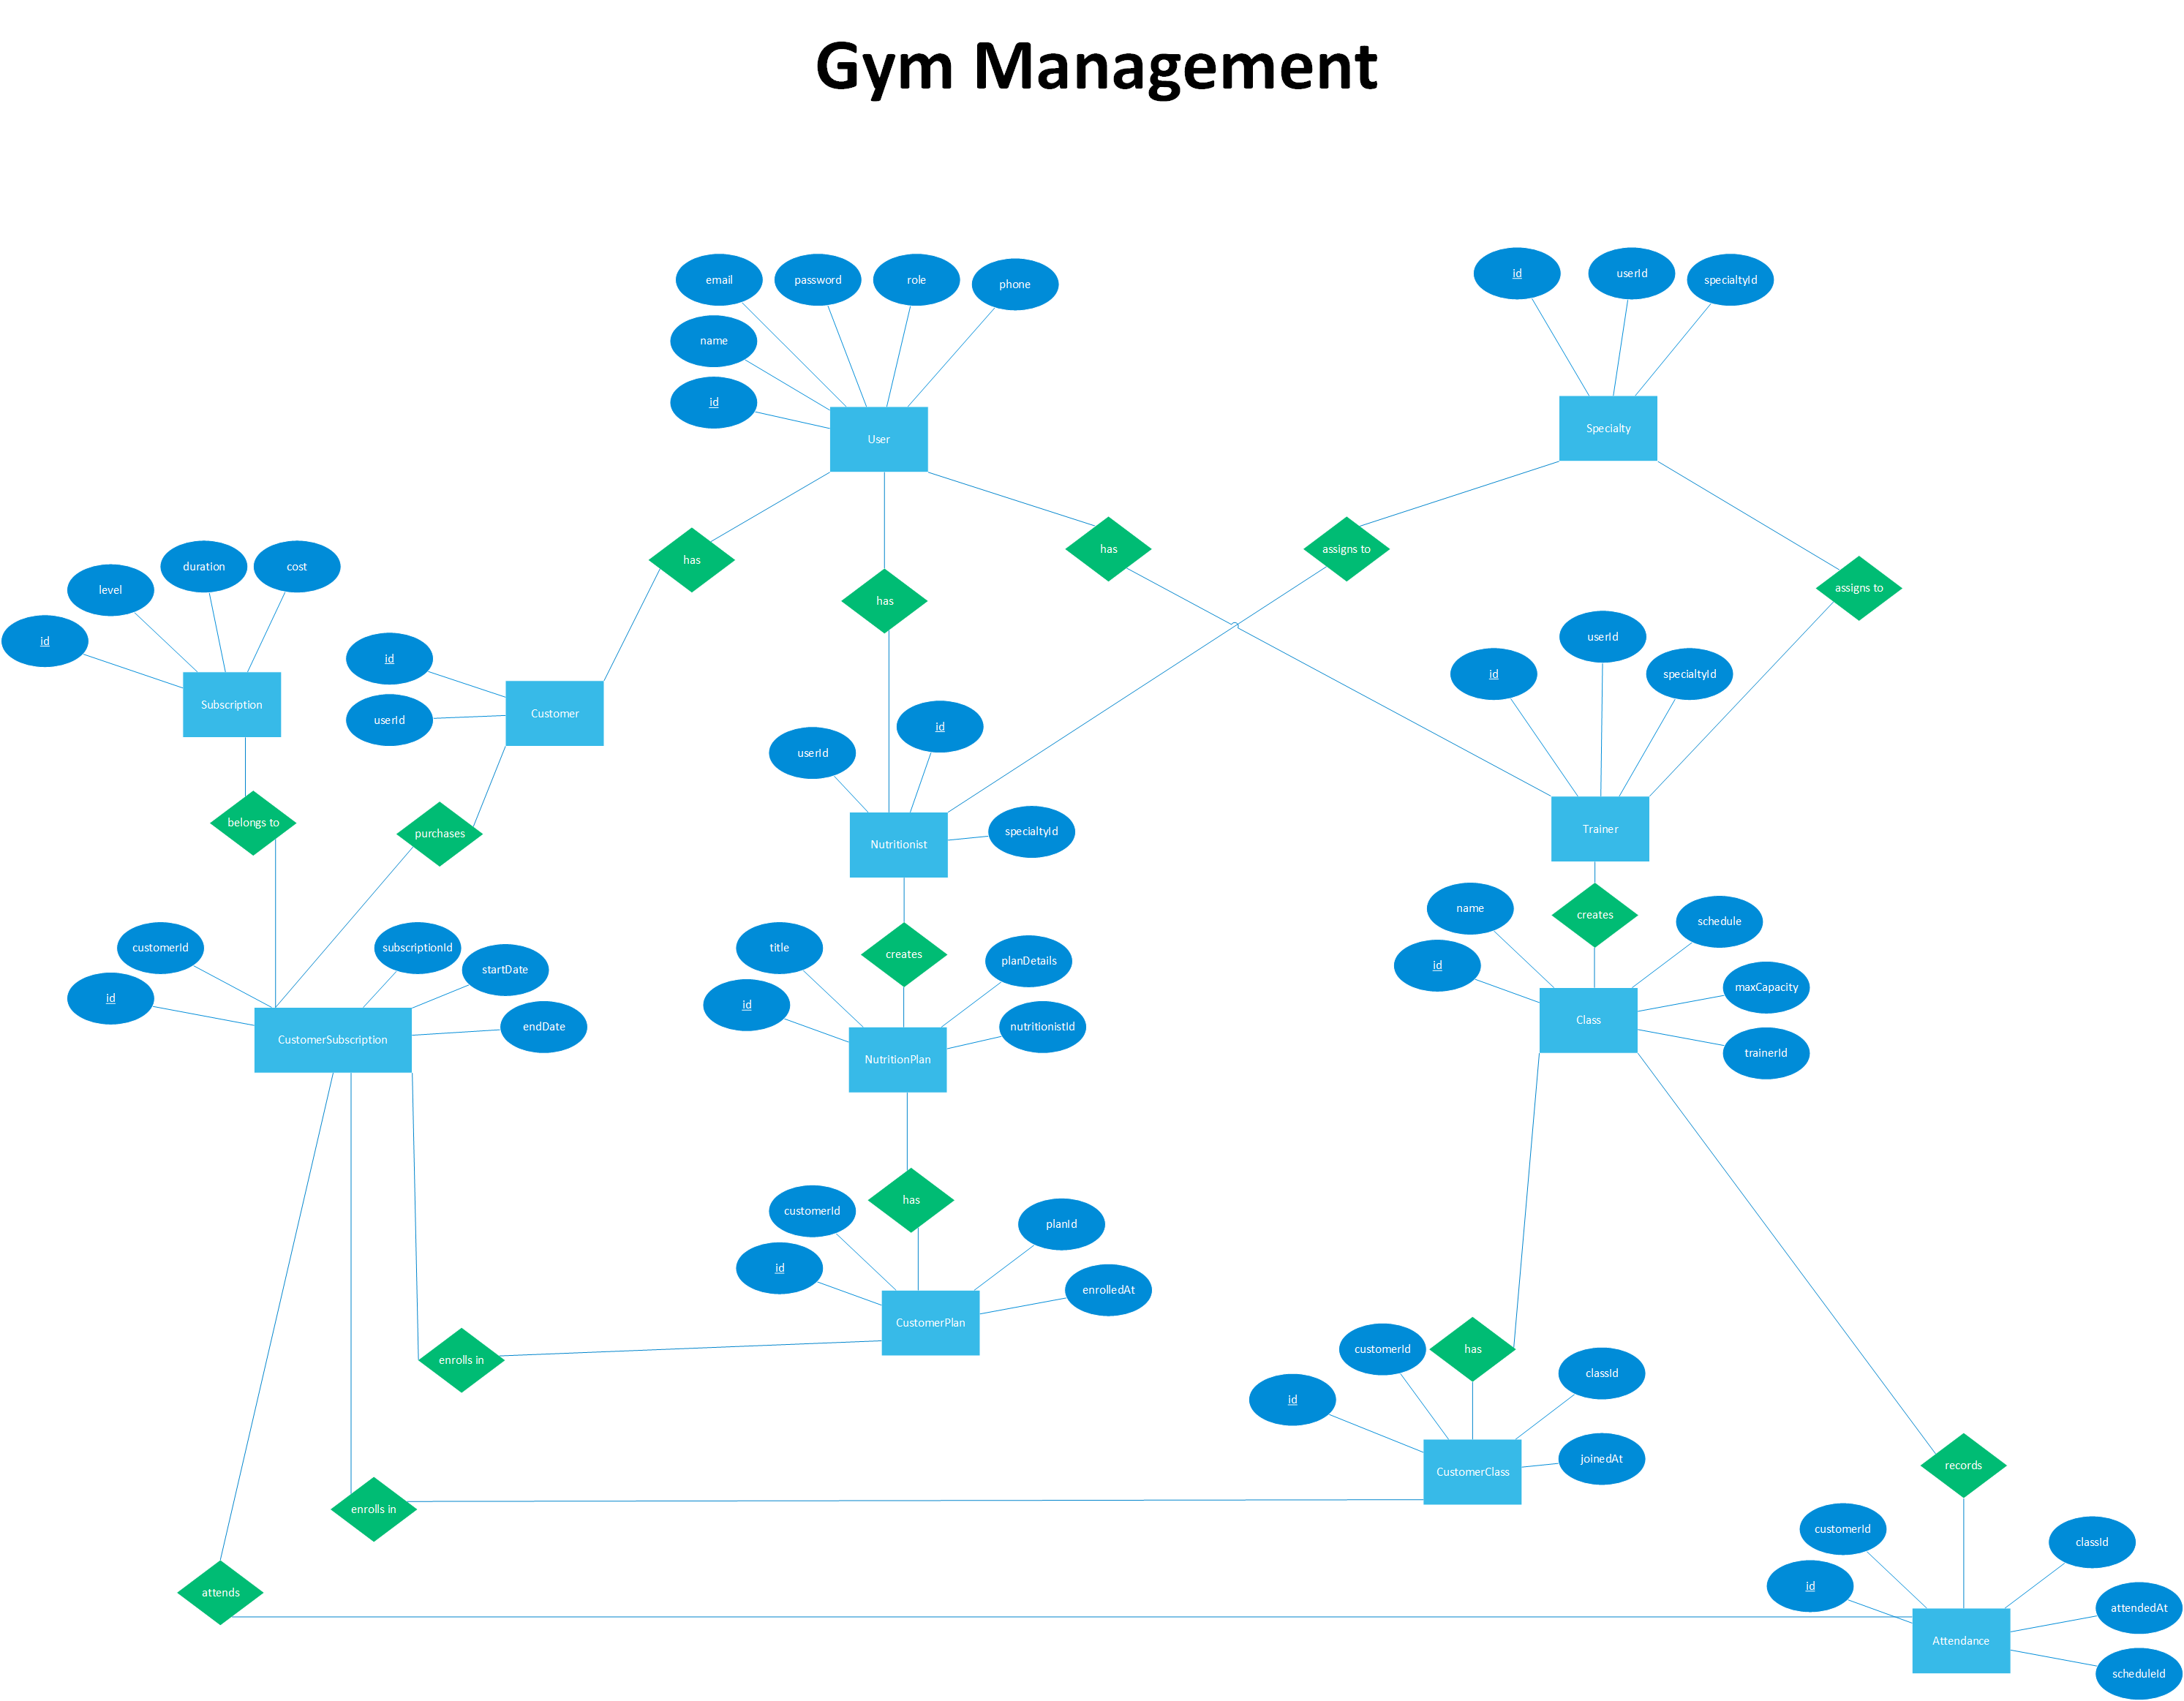 Gym Management
email
password
role
phone
id
userId
specialtyId
name
id
User
Specialty
has
has
has
assigns to
assigns to
level
duration
cost
id
Subscription
id
userId
Customer
userId
id
specialtyId
Nutritionist
id
userId
specialtyId
Trainer
belongs to
purchases
creates
creates
customerId
id
subscriptionId
startDate
endDate
CustomerSubscription
title
id
planDetails
nutritionistId
NutritionPlan
name
id
schedule
maxCapacity
trainerId
Class
has
customerId
id
planId
enrolledAt
CustomerPlan
enrolls in
has
customerId
id
classId
joinedAt
CustomerClass
enrolls in
records
attends
customerId
id
classId
attendedAt
scheduleId
Attendance